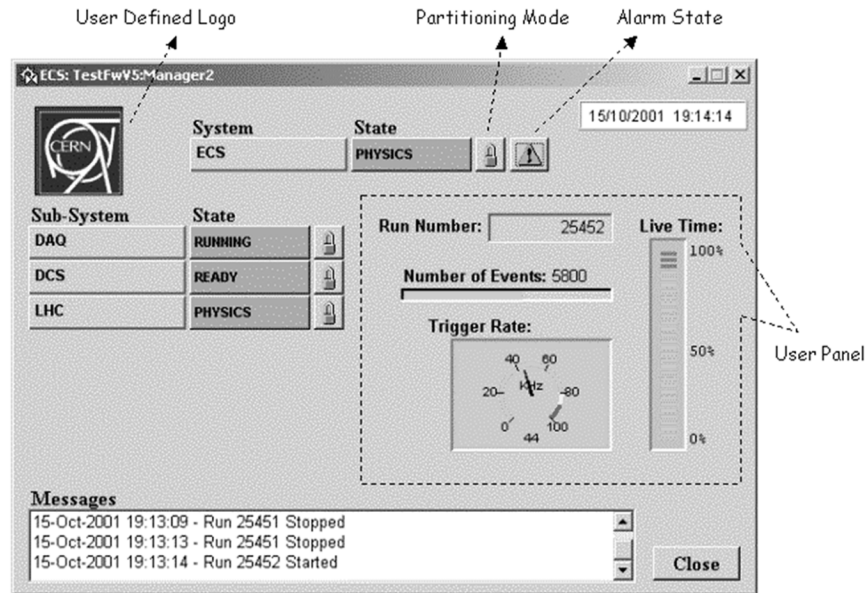 User Defined Logo
Partitioning Mode
Alarm State
ECS: TestFwV5:Manager2
15/10/2001 19:14:14
CERN
System State
ECS PHYSICS
Sub-System State
DAQ RUNNING
DCS READY
LHC PHYSICS
Run Number: 25452
Live Time:
100%
50%
0%
Number of Events: 5800
Trigger Rate:
40 60
20 KHz 80
0 100
44
User Panel
Messages
15-Oct-2001 19:13:09 - Run 25451 Stopped
15-Oct-2001 19:13:13 - Run 25451 Stopped
15-Oct-2001 19:13:14 - Run 25452 Started
Close